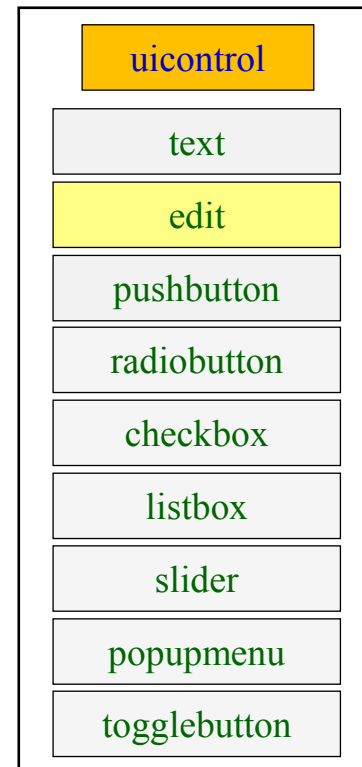 uicontrol
text
edit
pushbutton
radiobutton
checkbox
listbox
slider
popupmenu
togglebutton